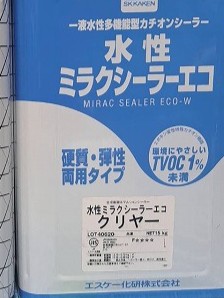 SK KAKEN
一液水性多機能型カチオンシーラー
水性
ミラクシーラーエコ
MIRAC SEALER ECO-W
硬質・弾性
両用タイプ
環境にやさしい
TVOC 1%
未満
水性ミラクシーラーエコ
クリヤー
LOT40620
NET15kg
エスケー化研株式会社